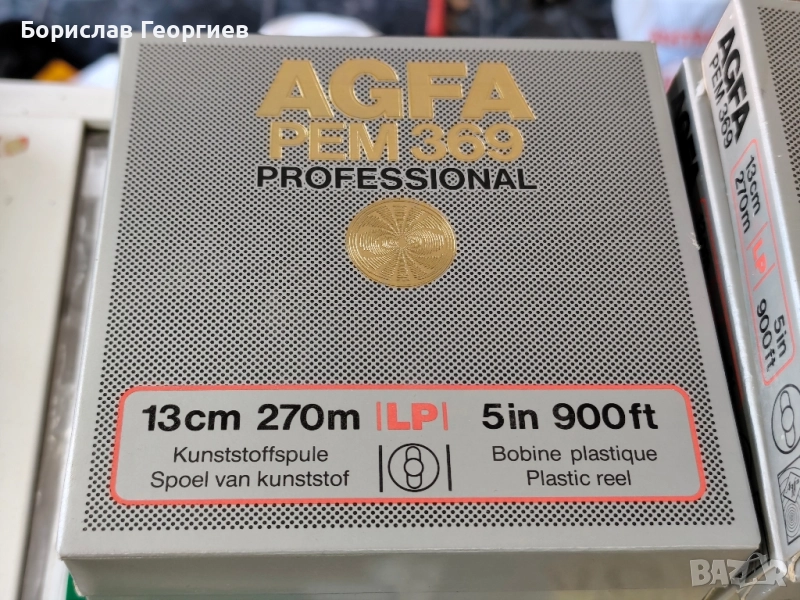 Борислав Георгиев
AGFA
PEM 369
PROFESSIONAL
13cm 270m |LP| 5in 900ft
Kunststoffspule
Spoel van kunststof
Bobine plastique
Plastic reel
AGFA
PEM 369
13cm
270m
LP
5in
900ft
BAZAR